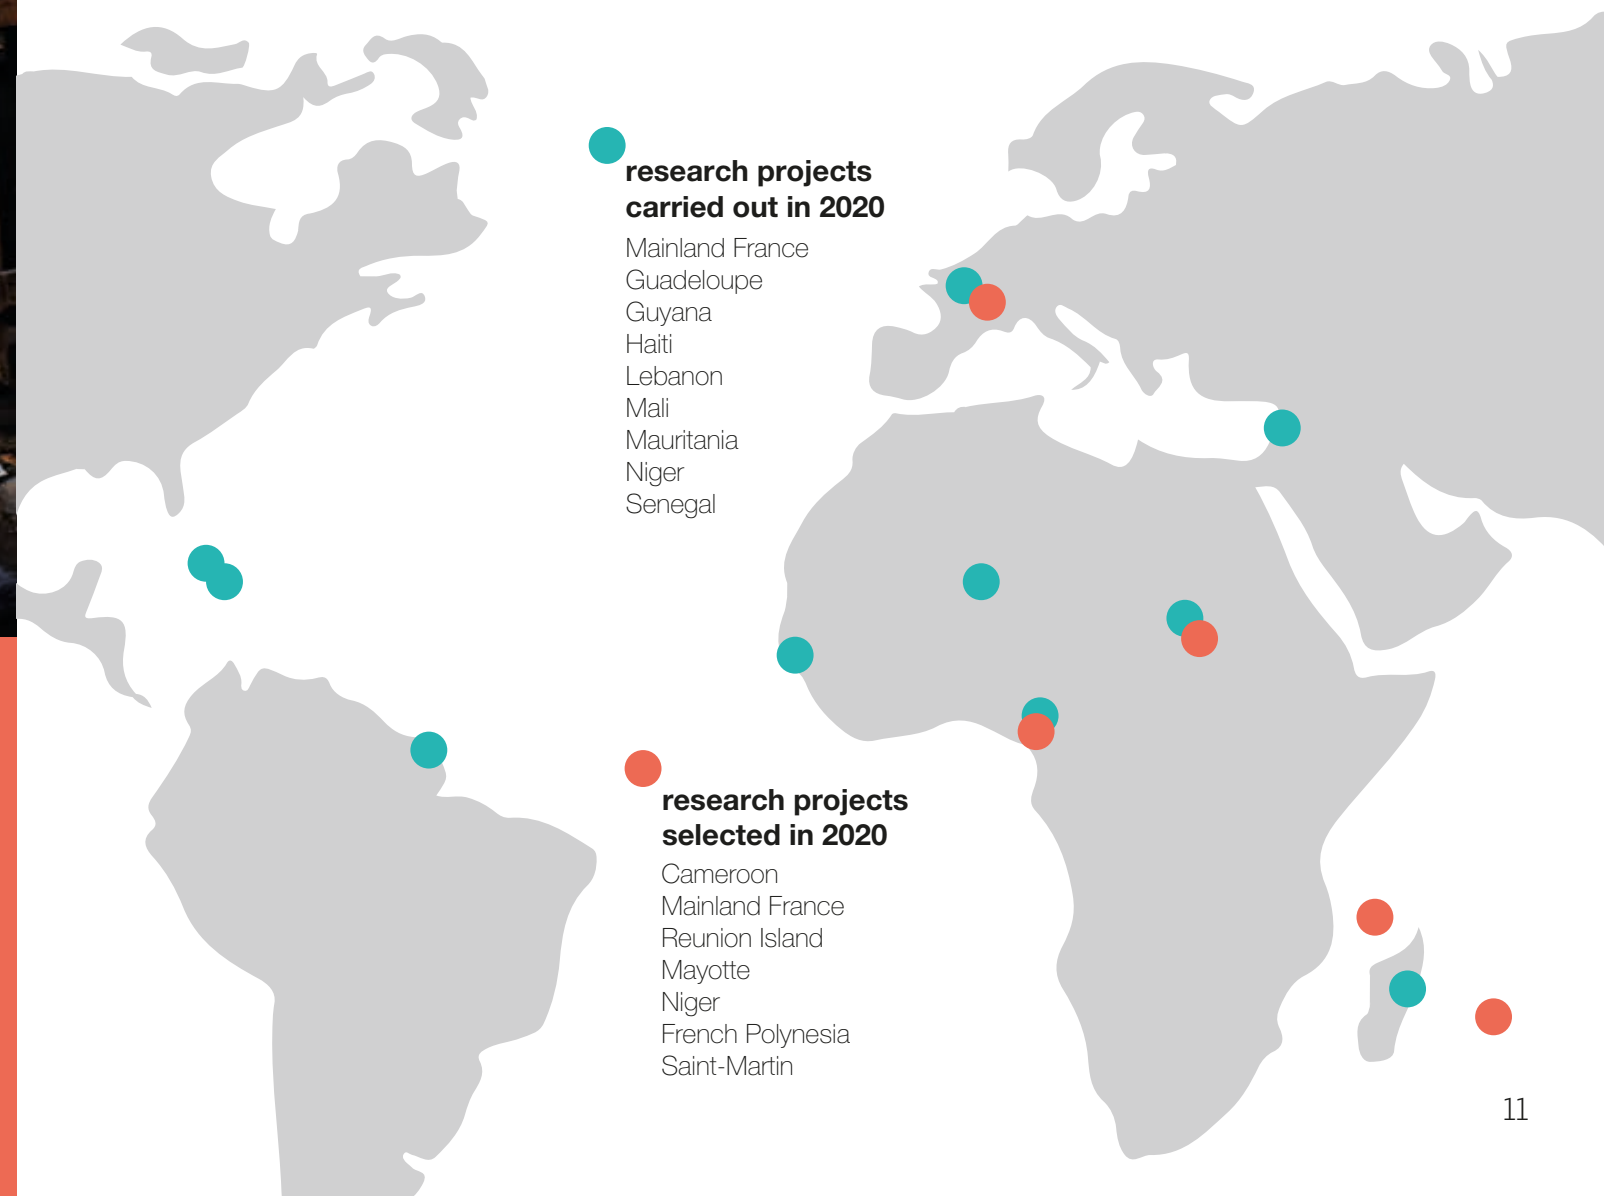 research projects
carried out in 2020
Mainland France
Guadeloupe
Guyana
Haiti
Lebanon
Mali
Mauritania
Niger
Senegal
research projects
selected in 2020
Cameroon
Mainland France
Reunion Island
Mayotte
Niger
French Polynesia
Saint-Martin
11